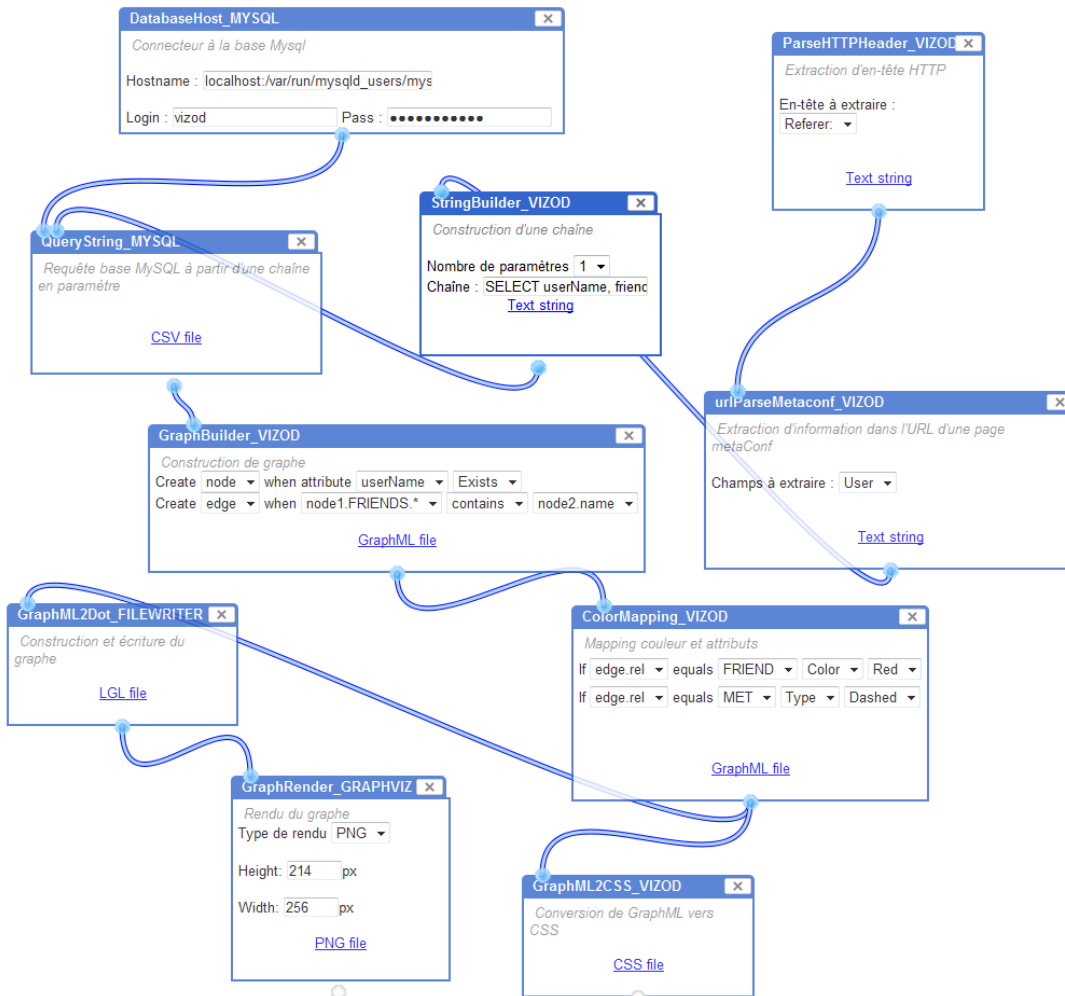 DatabaseHost_MYSQL
Connecteur à la base Mysql
Hostname : localhost:/var/run/mysqld_users/mys
Login : vizod Pass : ●●●●●●●●●●●
ParseHTTPHeader_VIZOD
Extraction d'en-tête HTTP
En-tête à extraire :
Referer:
Text string
StringBuilder_VIZOD
Construction d'une chaîne
Nombre de paramètres 1
Chaîne : SELECT userName, friend
Text string
QueryString_MYSQL
Requête base MySQL à partir d'une chaîne
en paramètre
CSV file
urlParseMetaconf_VIZOD
Extraction d'information dans l'URL d'une page
metaConf
Champs à extraire : User
Text string
GraphBuilder_VIZOD
Construction de graphe
Create node when attribute userName Exists
Create edge when node1.FRIENDS.* contains node2.name
GraphML file
GraphML2Dot_FILEWRITER
Construction et écriture du
graphe
LGL file
ColorMapping_VIZOD
Mapping couleur et attributs
If edge.rel equals FRIEND Color Red
If edge.rel equals MET Type Dashed
GraphML file
GraphRender_GRAPHVIZ
Rendu du graphe
Type de rendu PNG
Height: 214 px
Width: 256 px
PNG file
GraphML2CSS_VIZOD
Conversion de GraphML vers
CSS
CSS file